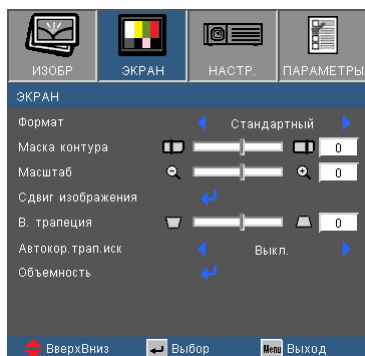 ИЗОБР ЭКРАН НАСТР. ПАРАМЕТРЫ
ЭКРАН
Формат Стандартный
Маска контура 0
Масштаб 0
Сдвиг изображения
В. трапеция 0
Автокор.трап.иск Выкл.
Объемность
ВверхВниз Выбор Menu Выход